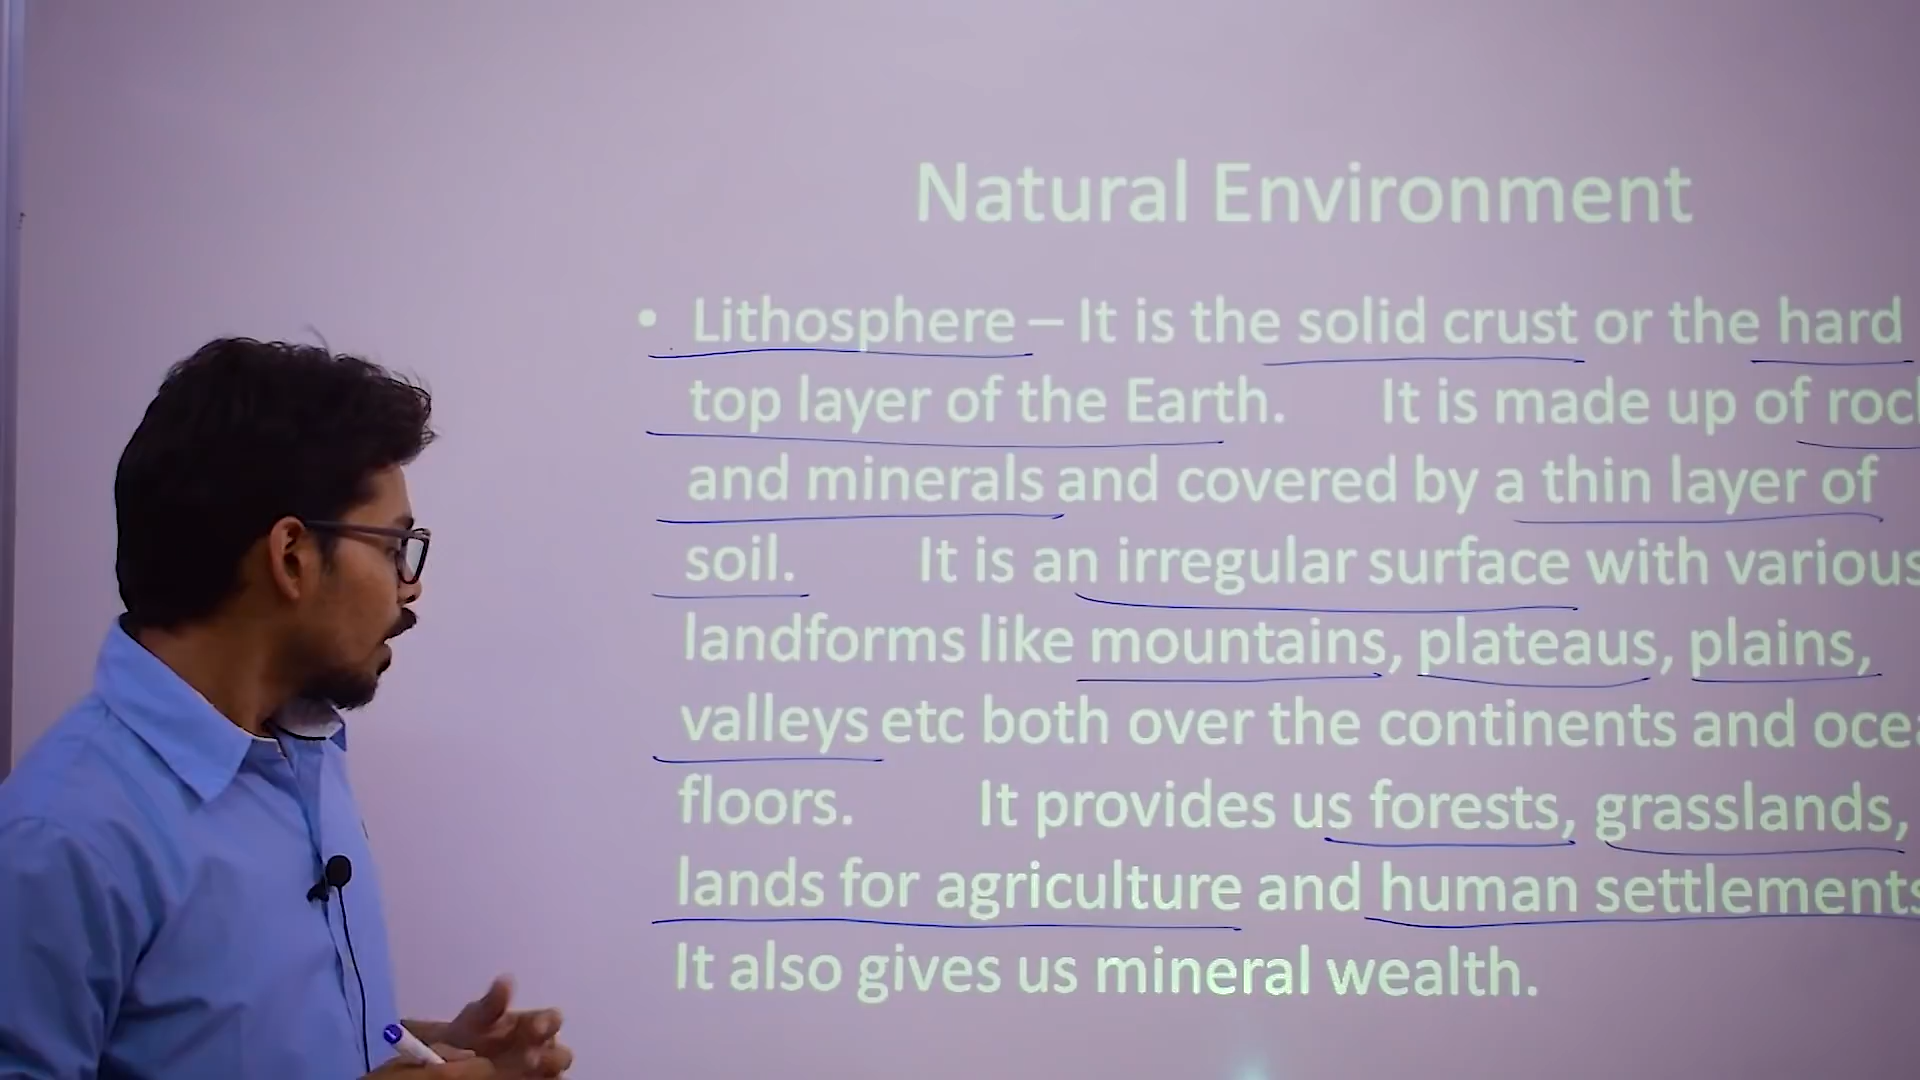 Natural Environment
• Lithosphere – It is the solid crust or the hard
top layer of the Earth. It is made up of
and minerals and covered by a thin layer of
soil. It is an irregular surface with various
landforms like mountains, plateaus, plains,
valleys etc both over the continents and
floors. It provides us forests, grasslands,
lands for agriculture and human settlements
It also gives us mineral wealth.